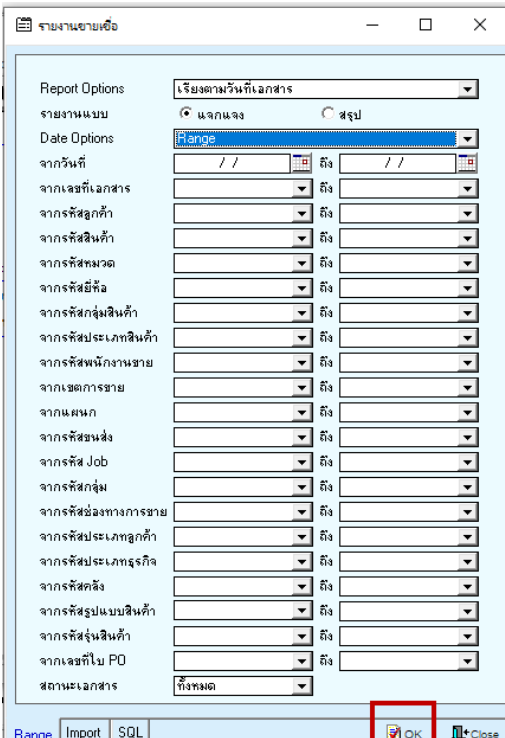 รายงานขายเชื่อ
Report Options เรียงตามวันที่เอกสาร
รายงานแบบ แจกแจง สรุป
Date Options Range
จากวันที่ / / ถึง / /
จากเลขที่เอกสาร ถึง
จากรหัสลูกค้า ถึง
จากรหัสสินค้า ถึง
จากรหัสหมวด ถึง
จากรหัสยี่ห้อ ถึง
จากรหัสกลุ่มสินค้า ถึง
จากรหัสประเภทสินค้า ถึง
จากรหัสพนักงานขาย ถึง
จากเขตการขาย ถึง
จากแผนก ถึง
จากรหัสขนส่ง ถึง
จากรหัส Job ถึง
จากรหัสกลุ่ม ถึง
จากรหัสช่องทางการขาย ถึง
จากรหัสประเภทลูกค้า ถึง
จากรหัสประเภทธุรกิจ ถึง
จากรหัสคลัง ถึง
จากรหัสรูปแบบสินค้า ถึง
จากรหัสรุ่นสินค้า ถึง
จากเลขที่ใบ PO ถึง
สถานะเอกสาร ทั้งหมด
Range Import SQL OK Close